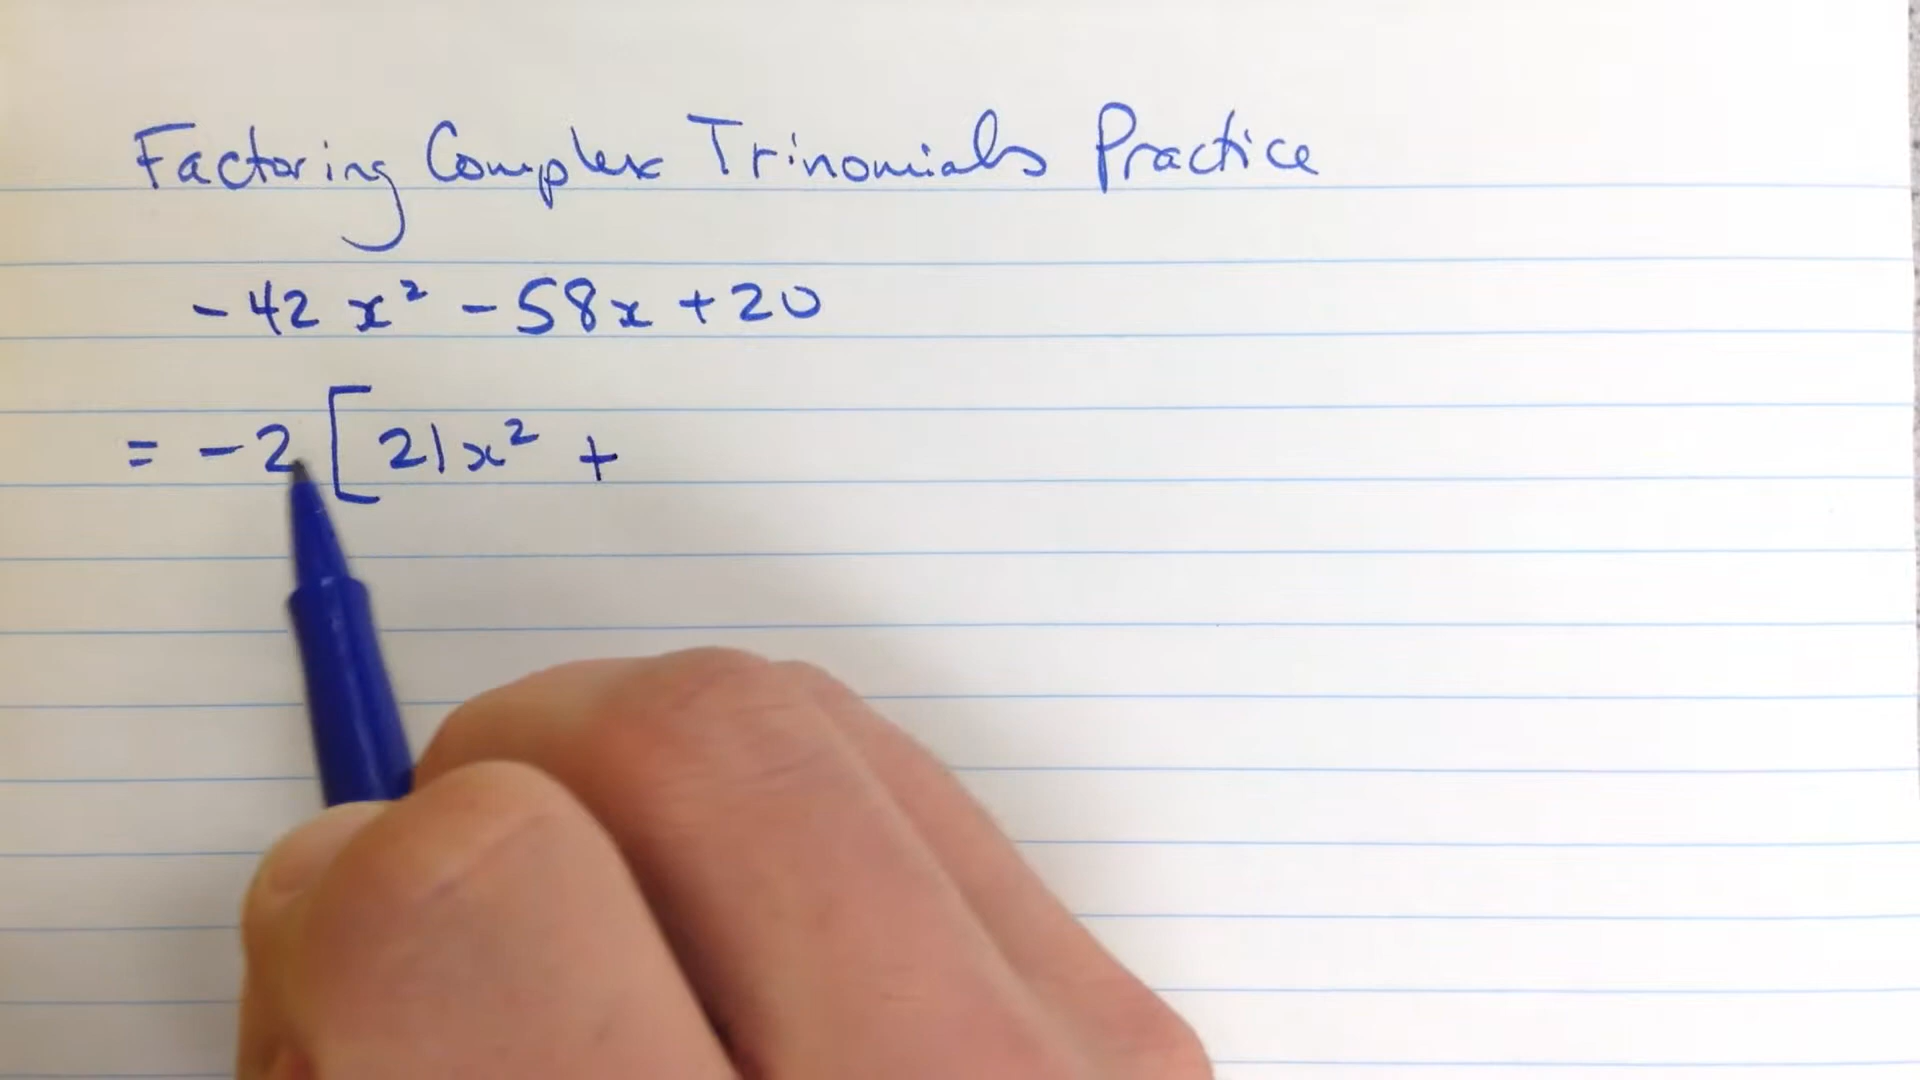 Factoring Complex Trinomials Practice
-42x² -58x +20
= -2 [ 21x² +